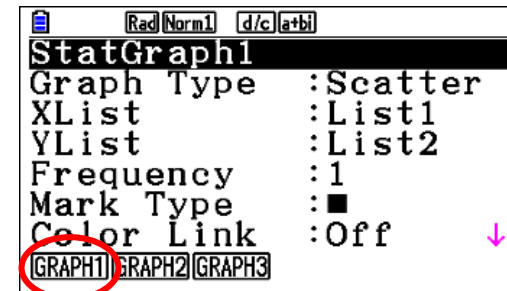 Rad Norm1 d/c a+bi
StatGraph1
Graph Type :Scatter
XList :List1
YList :List2
Frequency :1
Mark Type :■
Color Link :Off ↓
GRAPH1 GRAPH2 GRAPH3